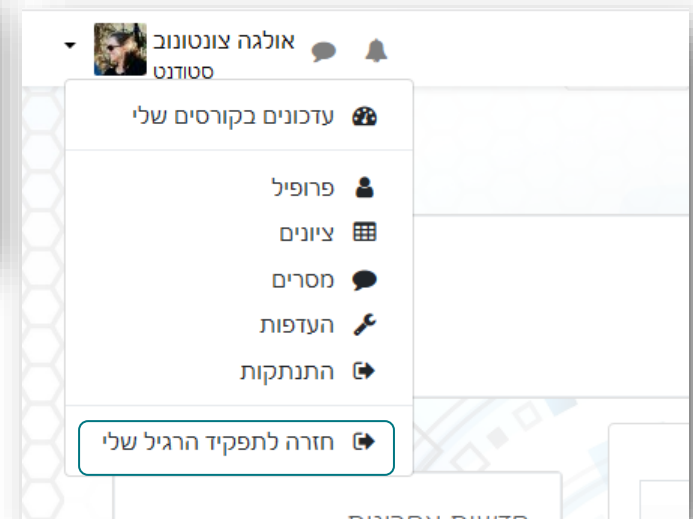 אולגה צונטונוב
סטודנט
עדכונים בקורסים שלי
פרופיל
ציונים
מסרים
העדפות
התנתקות
חזרה לתפקיד הרגיל שלי